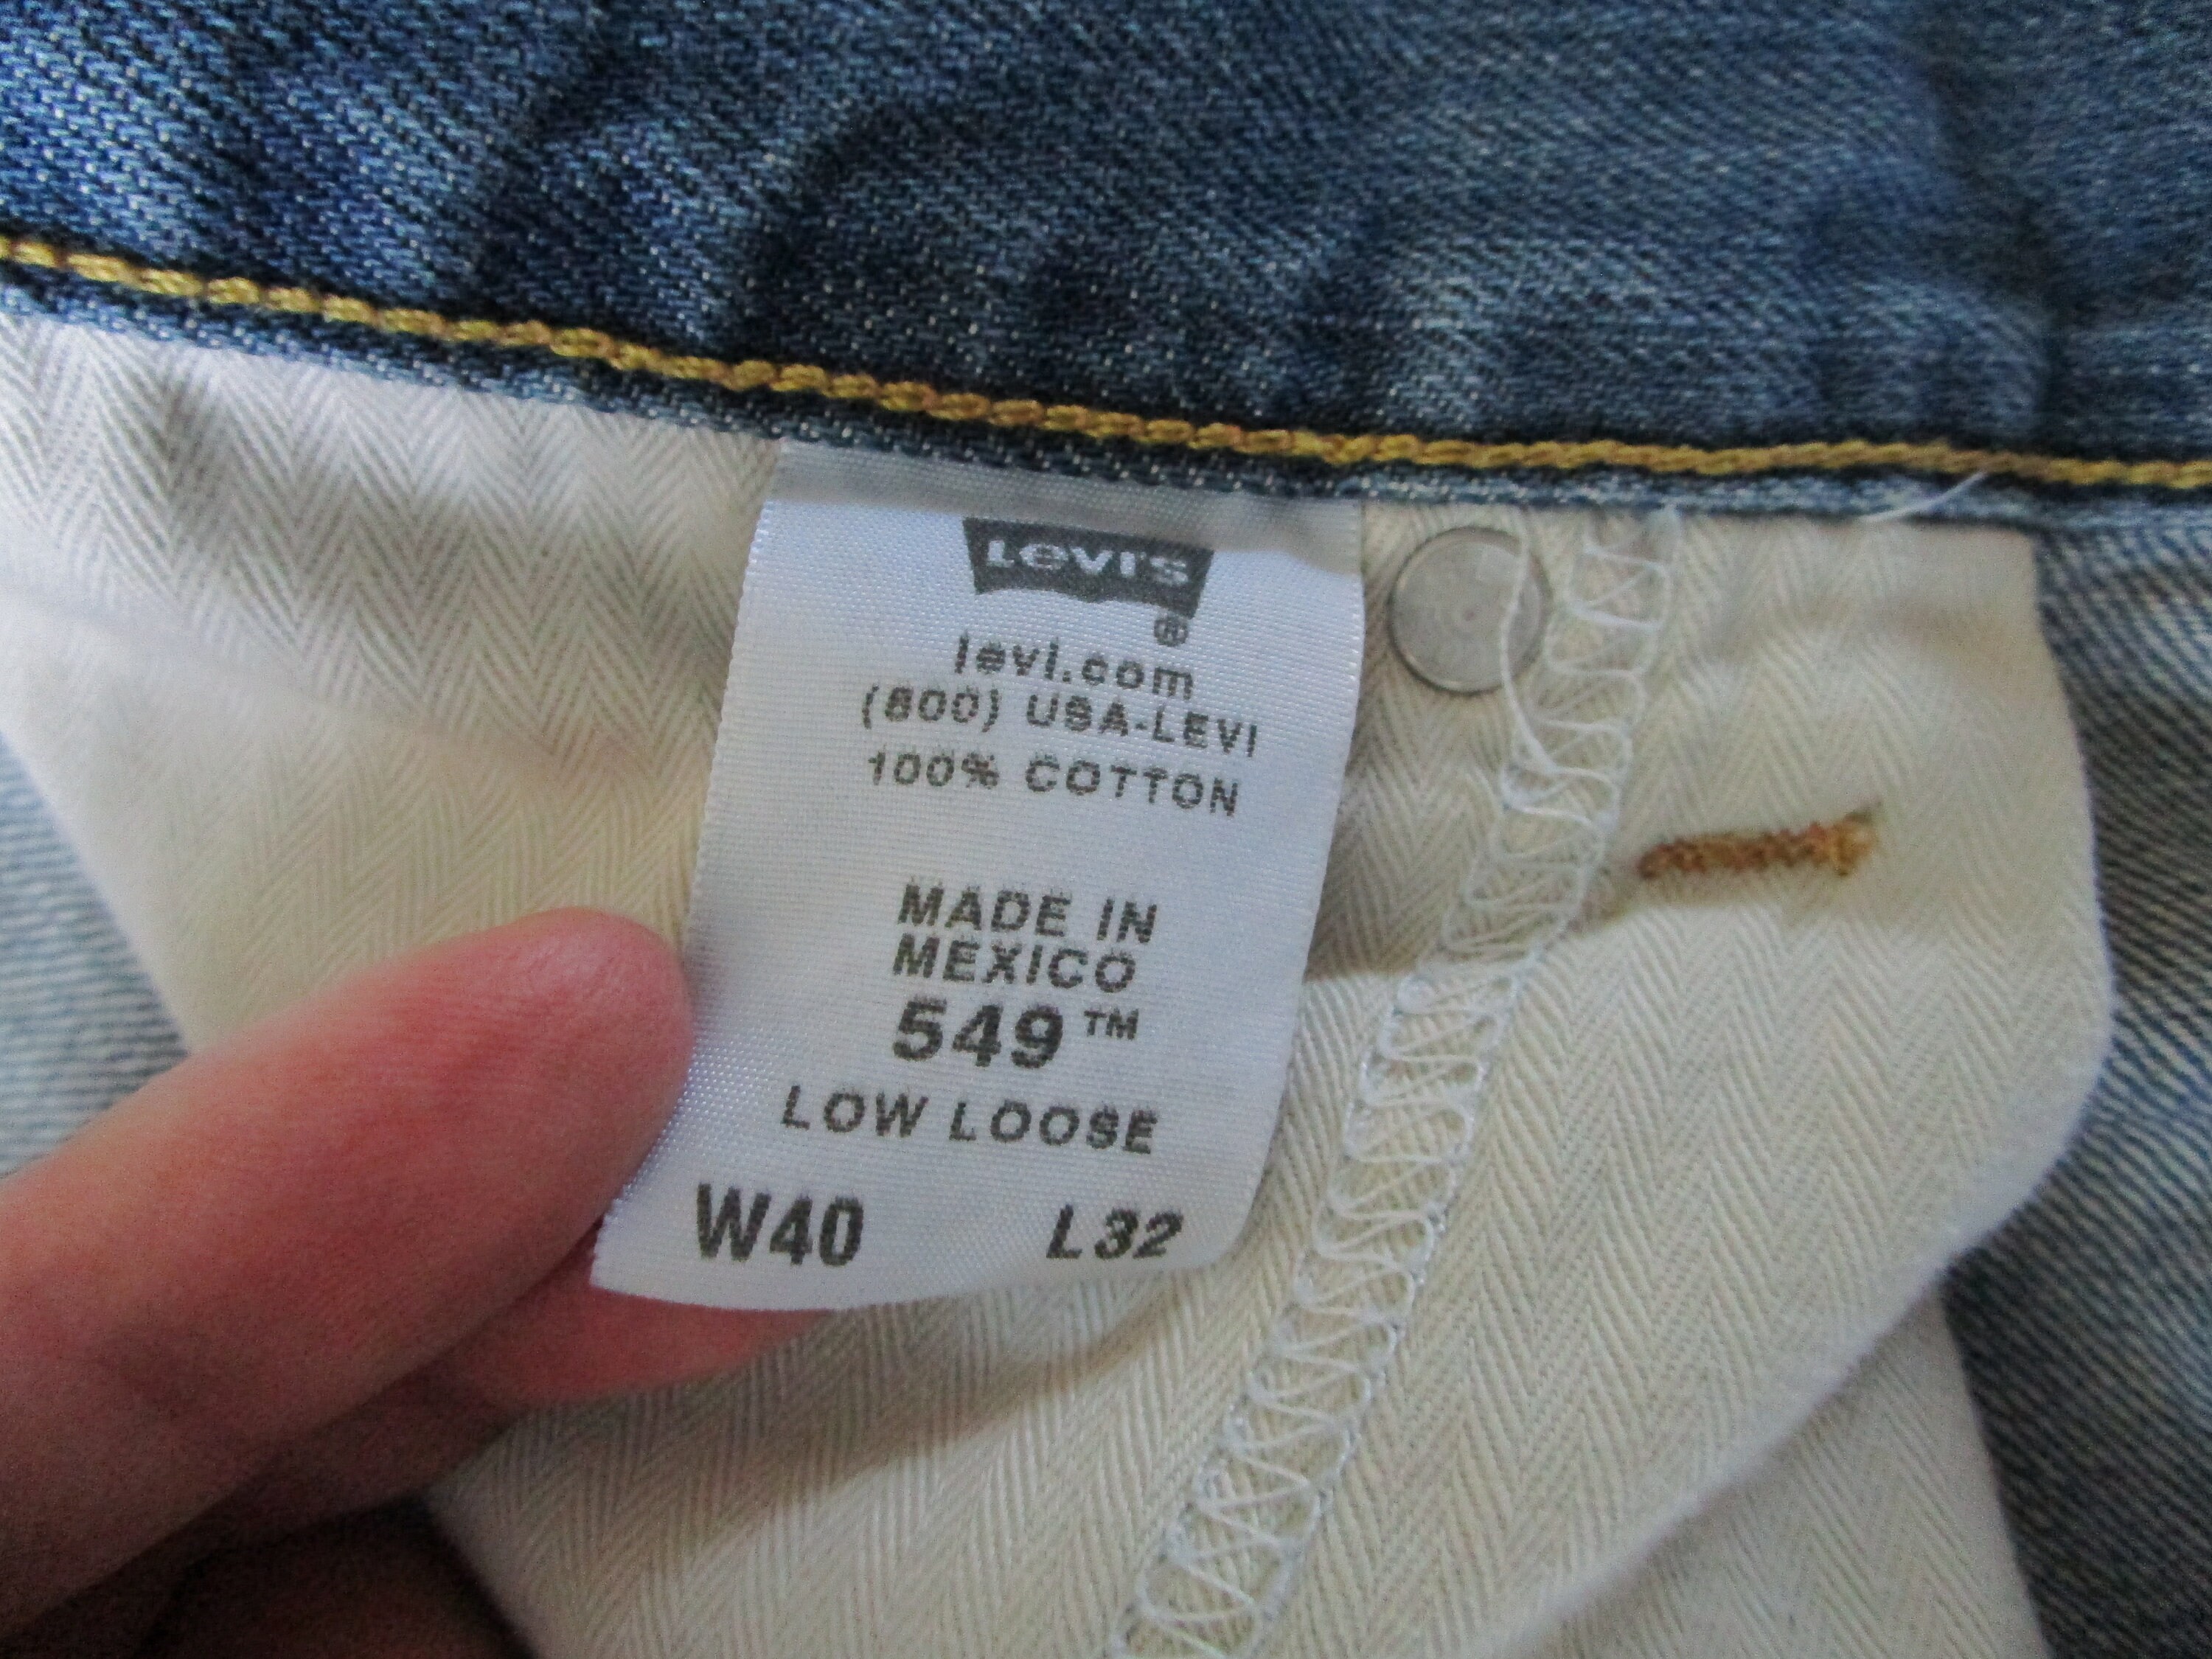 Levi's
®
levi.com
(800) USA-LEVI
100% COTTON
MADE IN
MEXICO
549™
LOW LOOSE
W40 L32